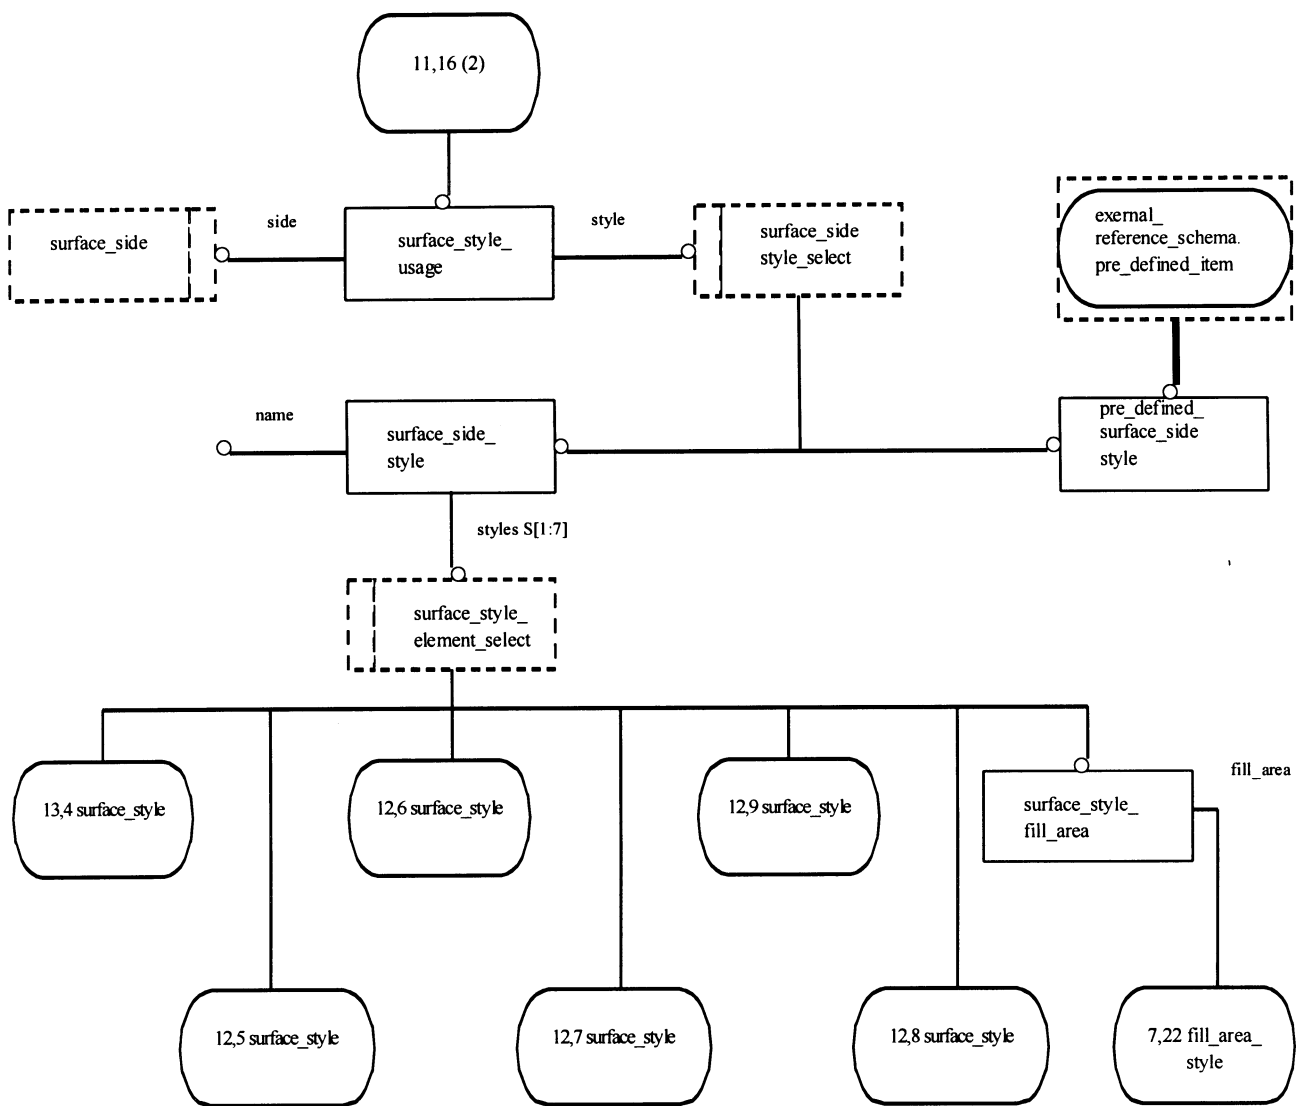 11,16 (2)
side
style
surface_side
surface_style_
usage
surface_side
style_select
exernal_
reference_schema.
pre_defined_item
name
surface_side_
style
pre_defined_
surface_side
style
styles S[1:7]
surface_style_
element_select
13,4 surface_style
12,6 surface_style
12,9 surface_style
surface_style_
fill_area
fill_area
12,5 surface_style
12,7 surface_style
12,8 surface_style
7,22 fill_area_
style